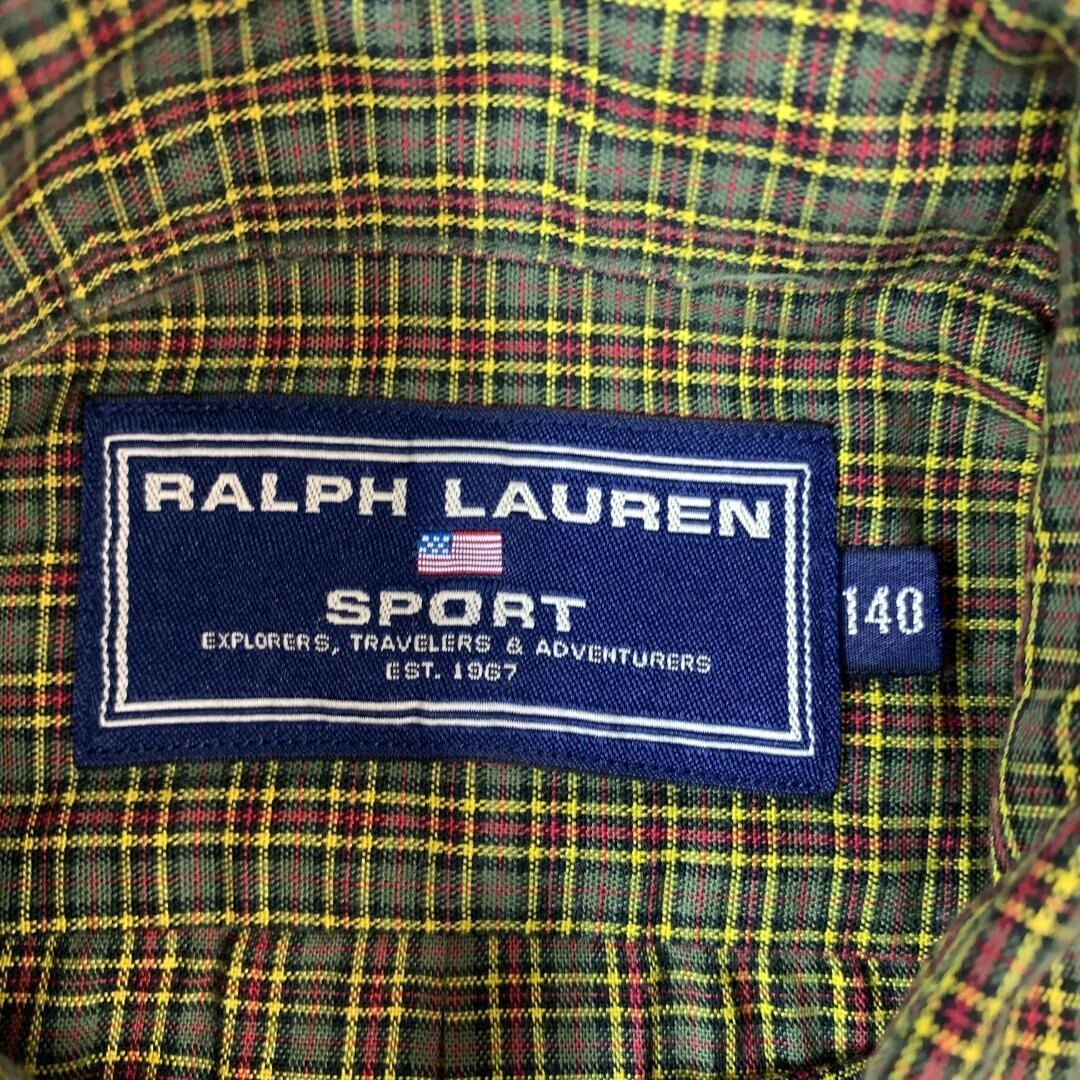 RALPH LAUREN
SPORT
EXPLORERS, TRAVELERS & ADVENTURERS
EST. 1967
140